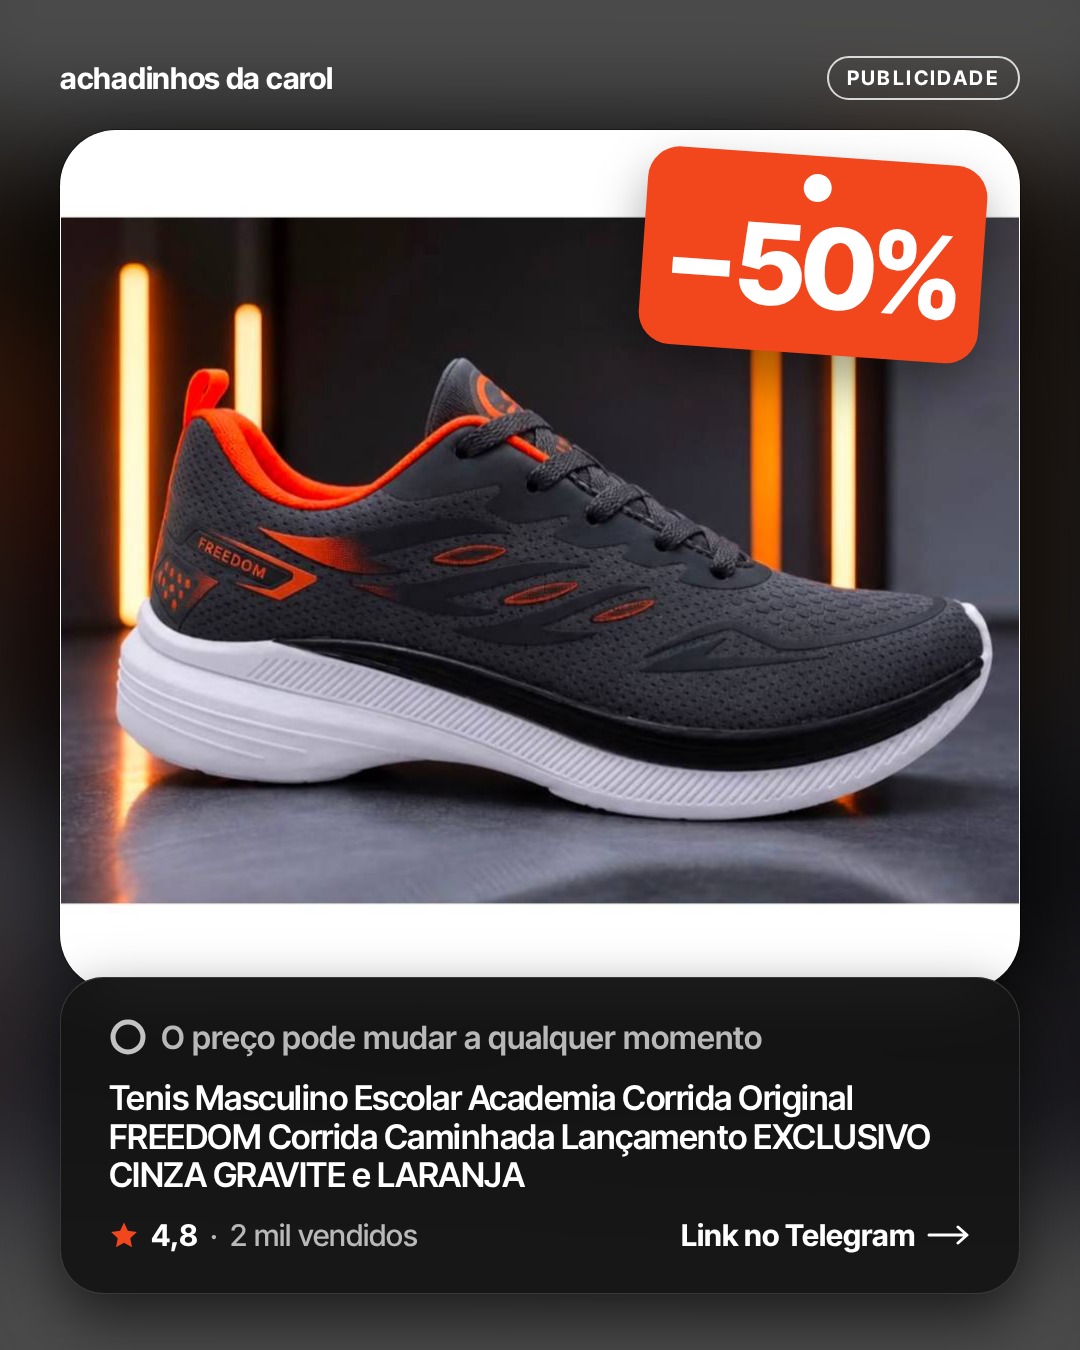 achadinhos da carol
PUBLICIDADE
−50%
FREEDOM
O preço pode mudar a qualquer momento
Tenis Masculino Escolar Academia Corrida Original
FREEDOM Corrida Caminhada Lançamento EXCLUSIVO
CINZA GRAVITE e LARANJA
4,8 · 2 mil vendidos
Link no Telegram →